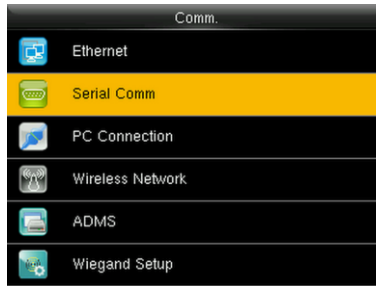 Comm.
Ethernet
Serial Comm
PC Connection
Wireless Network
ADMS
Wiegand Setup